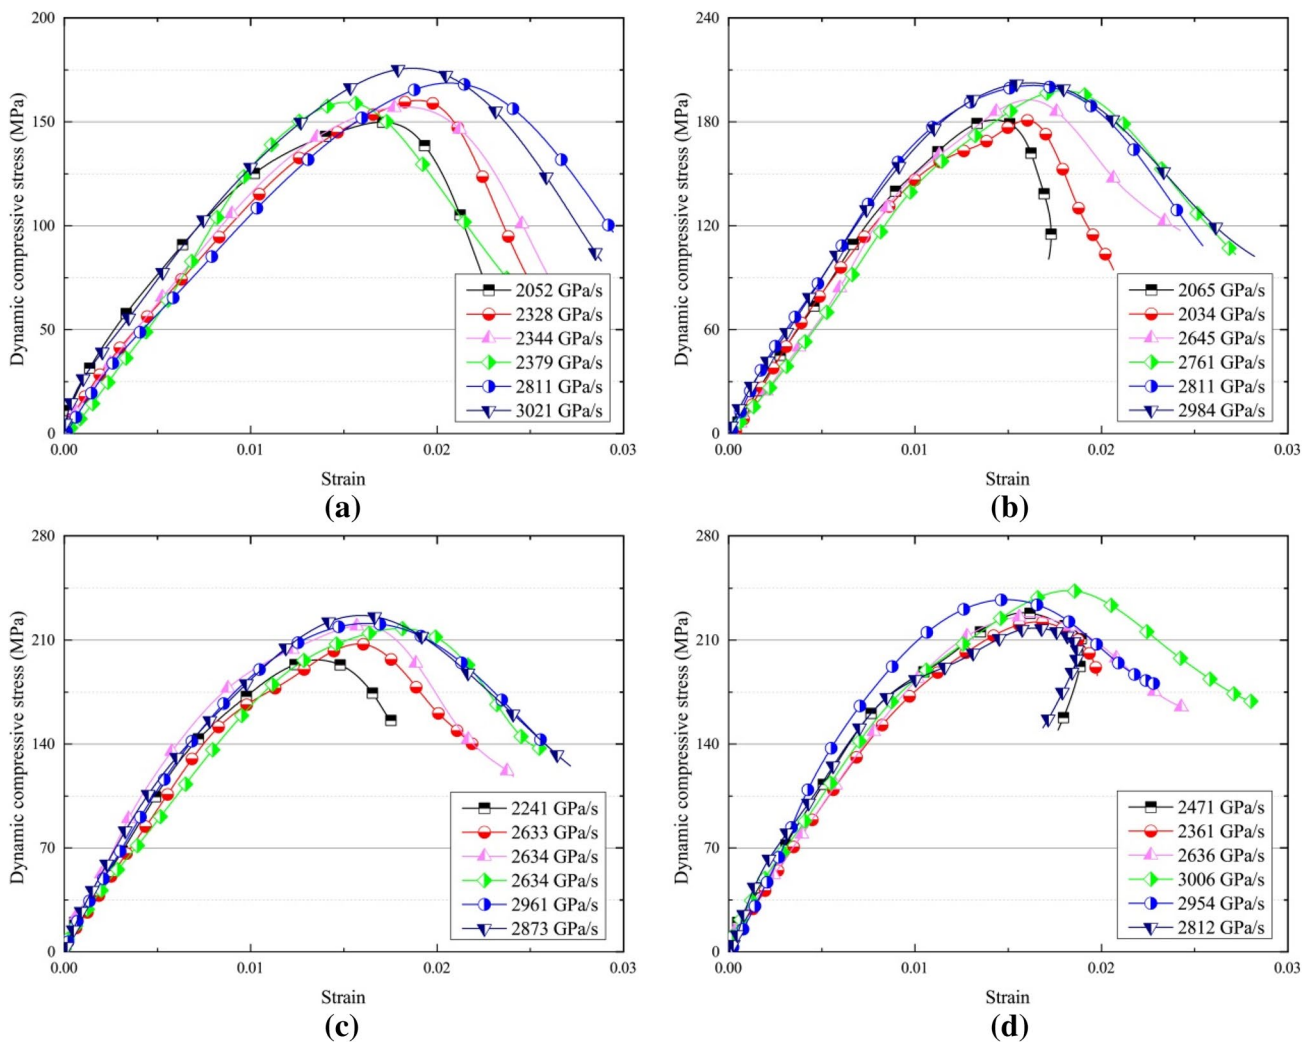 200
150
100
50
0
0.00
0.01
0.02
0.03
Dynamic compressive stress (MPa)
Strain
2052 GPa/s
2328 GPa/s
2344 GPa/s
2379 GPa/s
2811 GPa/s
3021 GPa/s
(a)
240
180
120
60
0
0.00
0.01
0.02
0.03
Dynamic compressive stress (MPa)
Strain
2065 GPa/s
2034 GPa/s
2645 GPa/s
2761 GPa/s
2811 GPa/s
2984 GPa/s
(b)
280
210
140
70
0
0.00
0.01
0.02
0.03
Dynamic compressive stress (MPa)
Strain
2241 GPa/s
2633 GPa/s
2634 GPa/s
2634 GPa/s
2961 GPa/s
2873 GPa/s
(c)
280
210
140
70
0
0.00
0.01
0.02
0.03
Dynamic compressive stress (MPa)
Strain
2471 GPa/s
2361 GPa/s
2636 GPa/s
3006 GPa/s
2954 GPa/s
2812 GPa/s
(d)